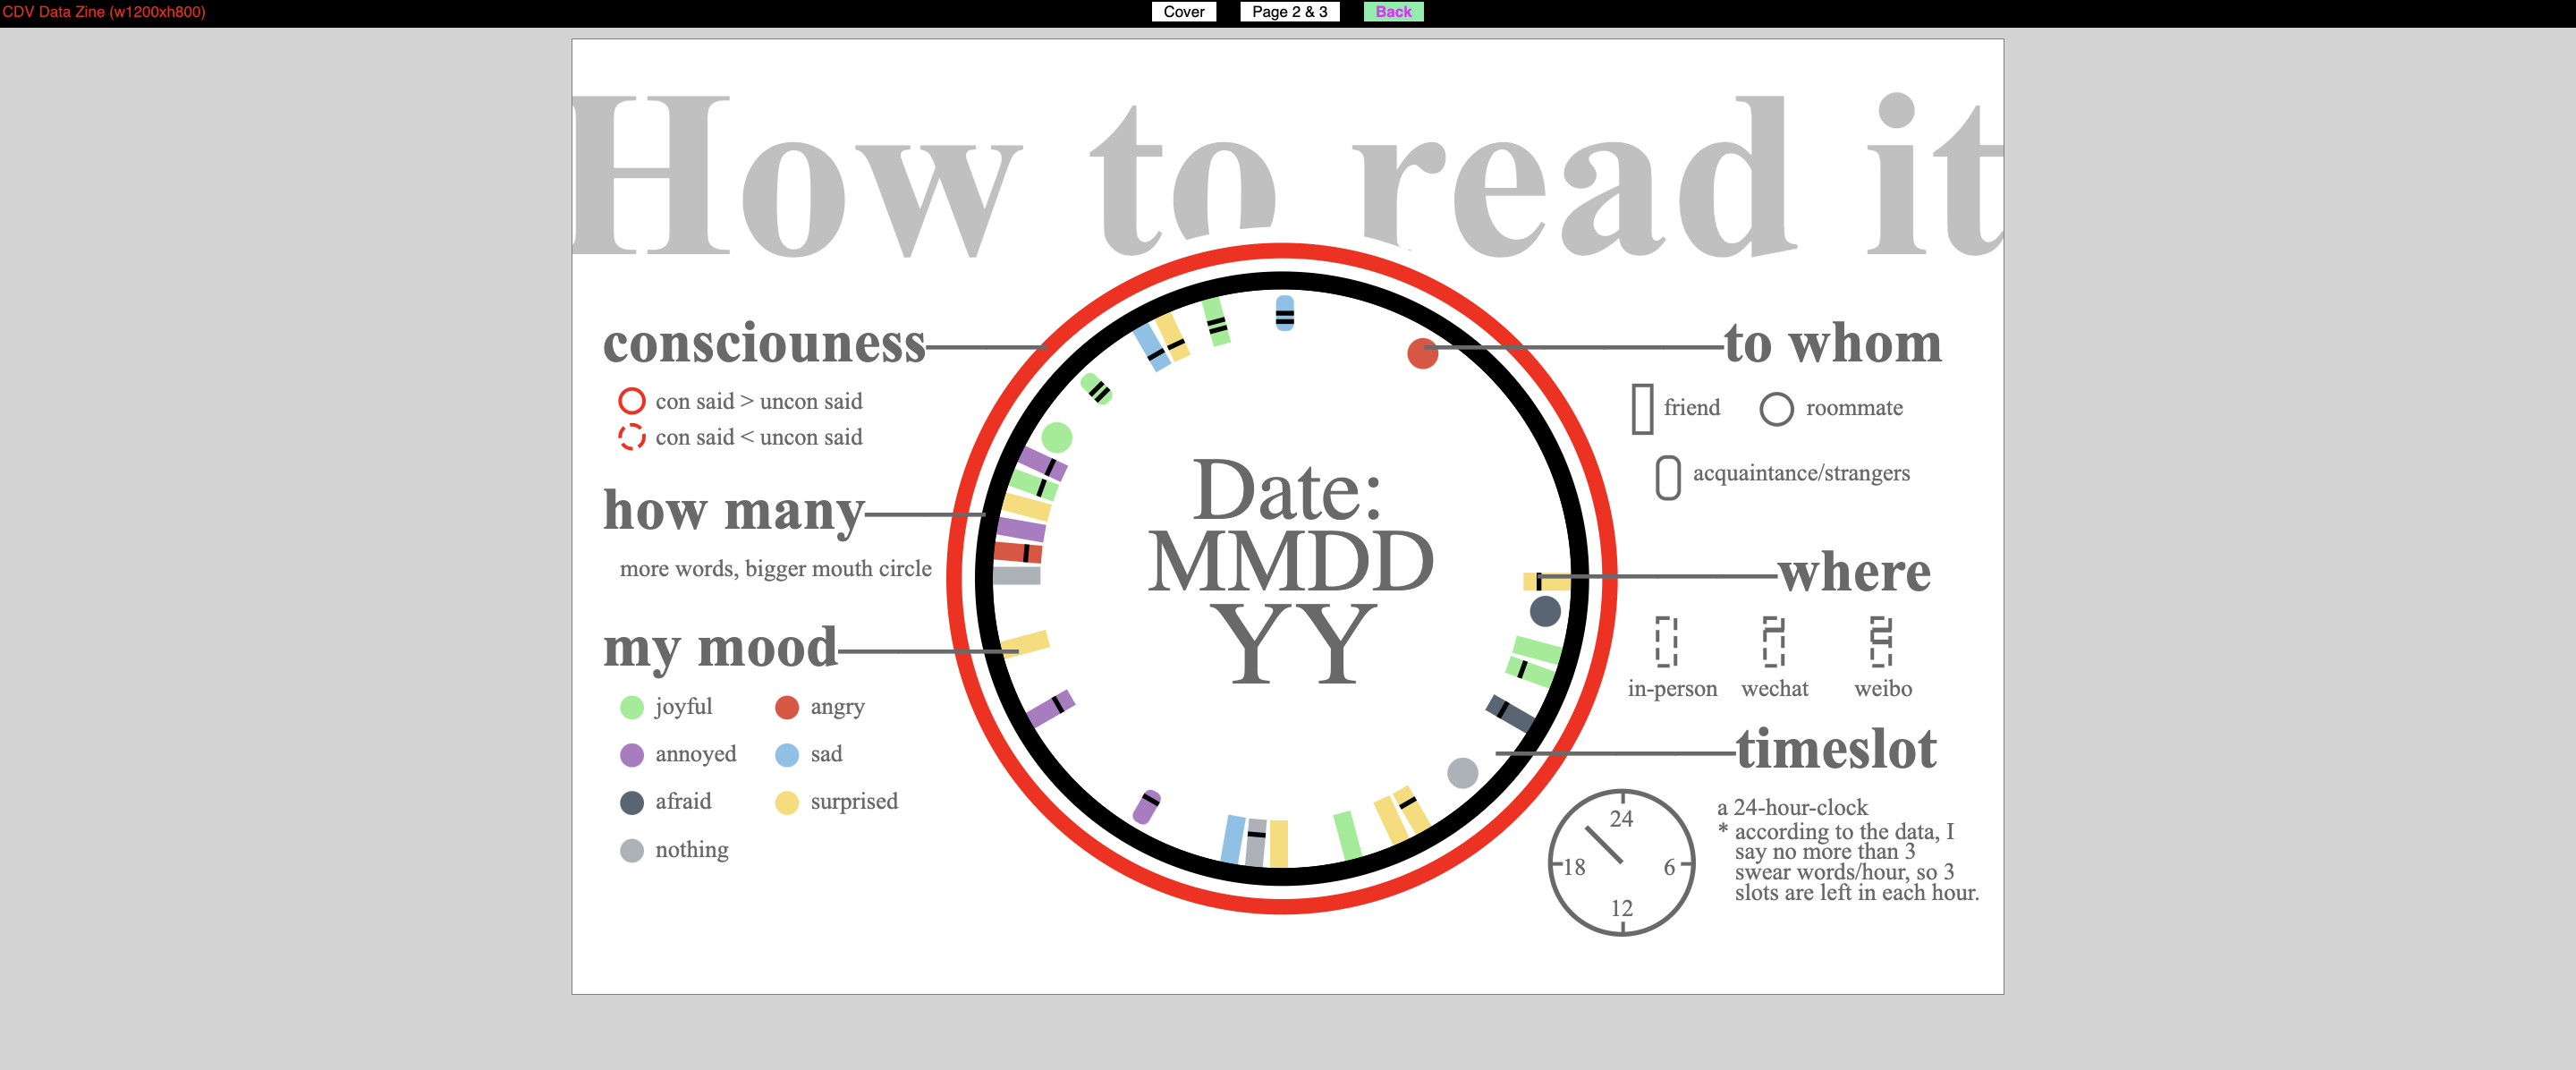 CDV Data Zine (w1200xh800)
Cover
Page 2 & 3
Back
How to read it
consciouness
con said > uncon said
con said < uncon said
how many
more words, bigger mouth circle
my mood
joyful
angry
annoyed
sad
afraid
surprised
nothing
Date:
MMDD
YY
to whom
friend
roommate
acquaintance/strangers
where
in-person
wechat
weibo
timeslot
24
18
6
12
a 24-hour-clock
* according to the data, I
say no more than 3
swear words/hour, so 3
slots are left in each hour.